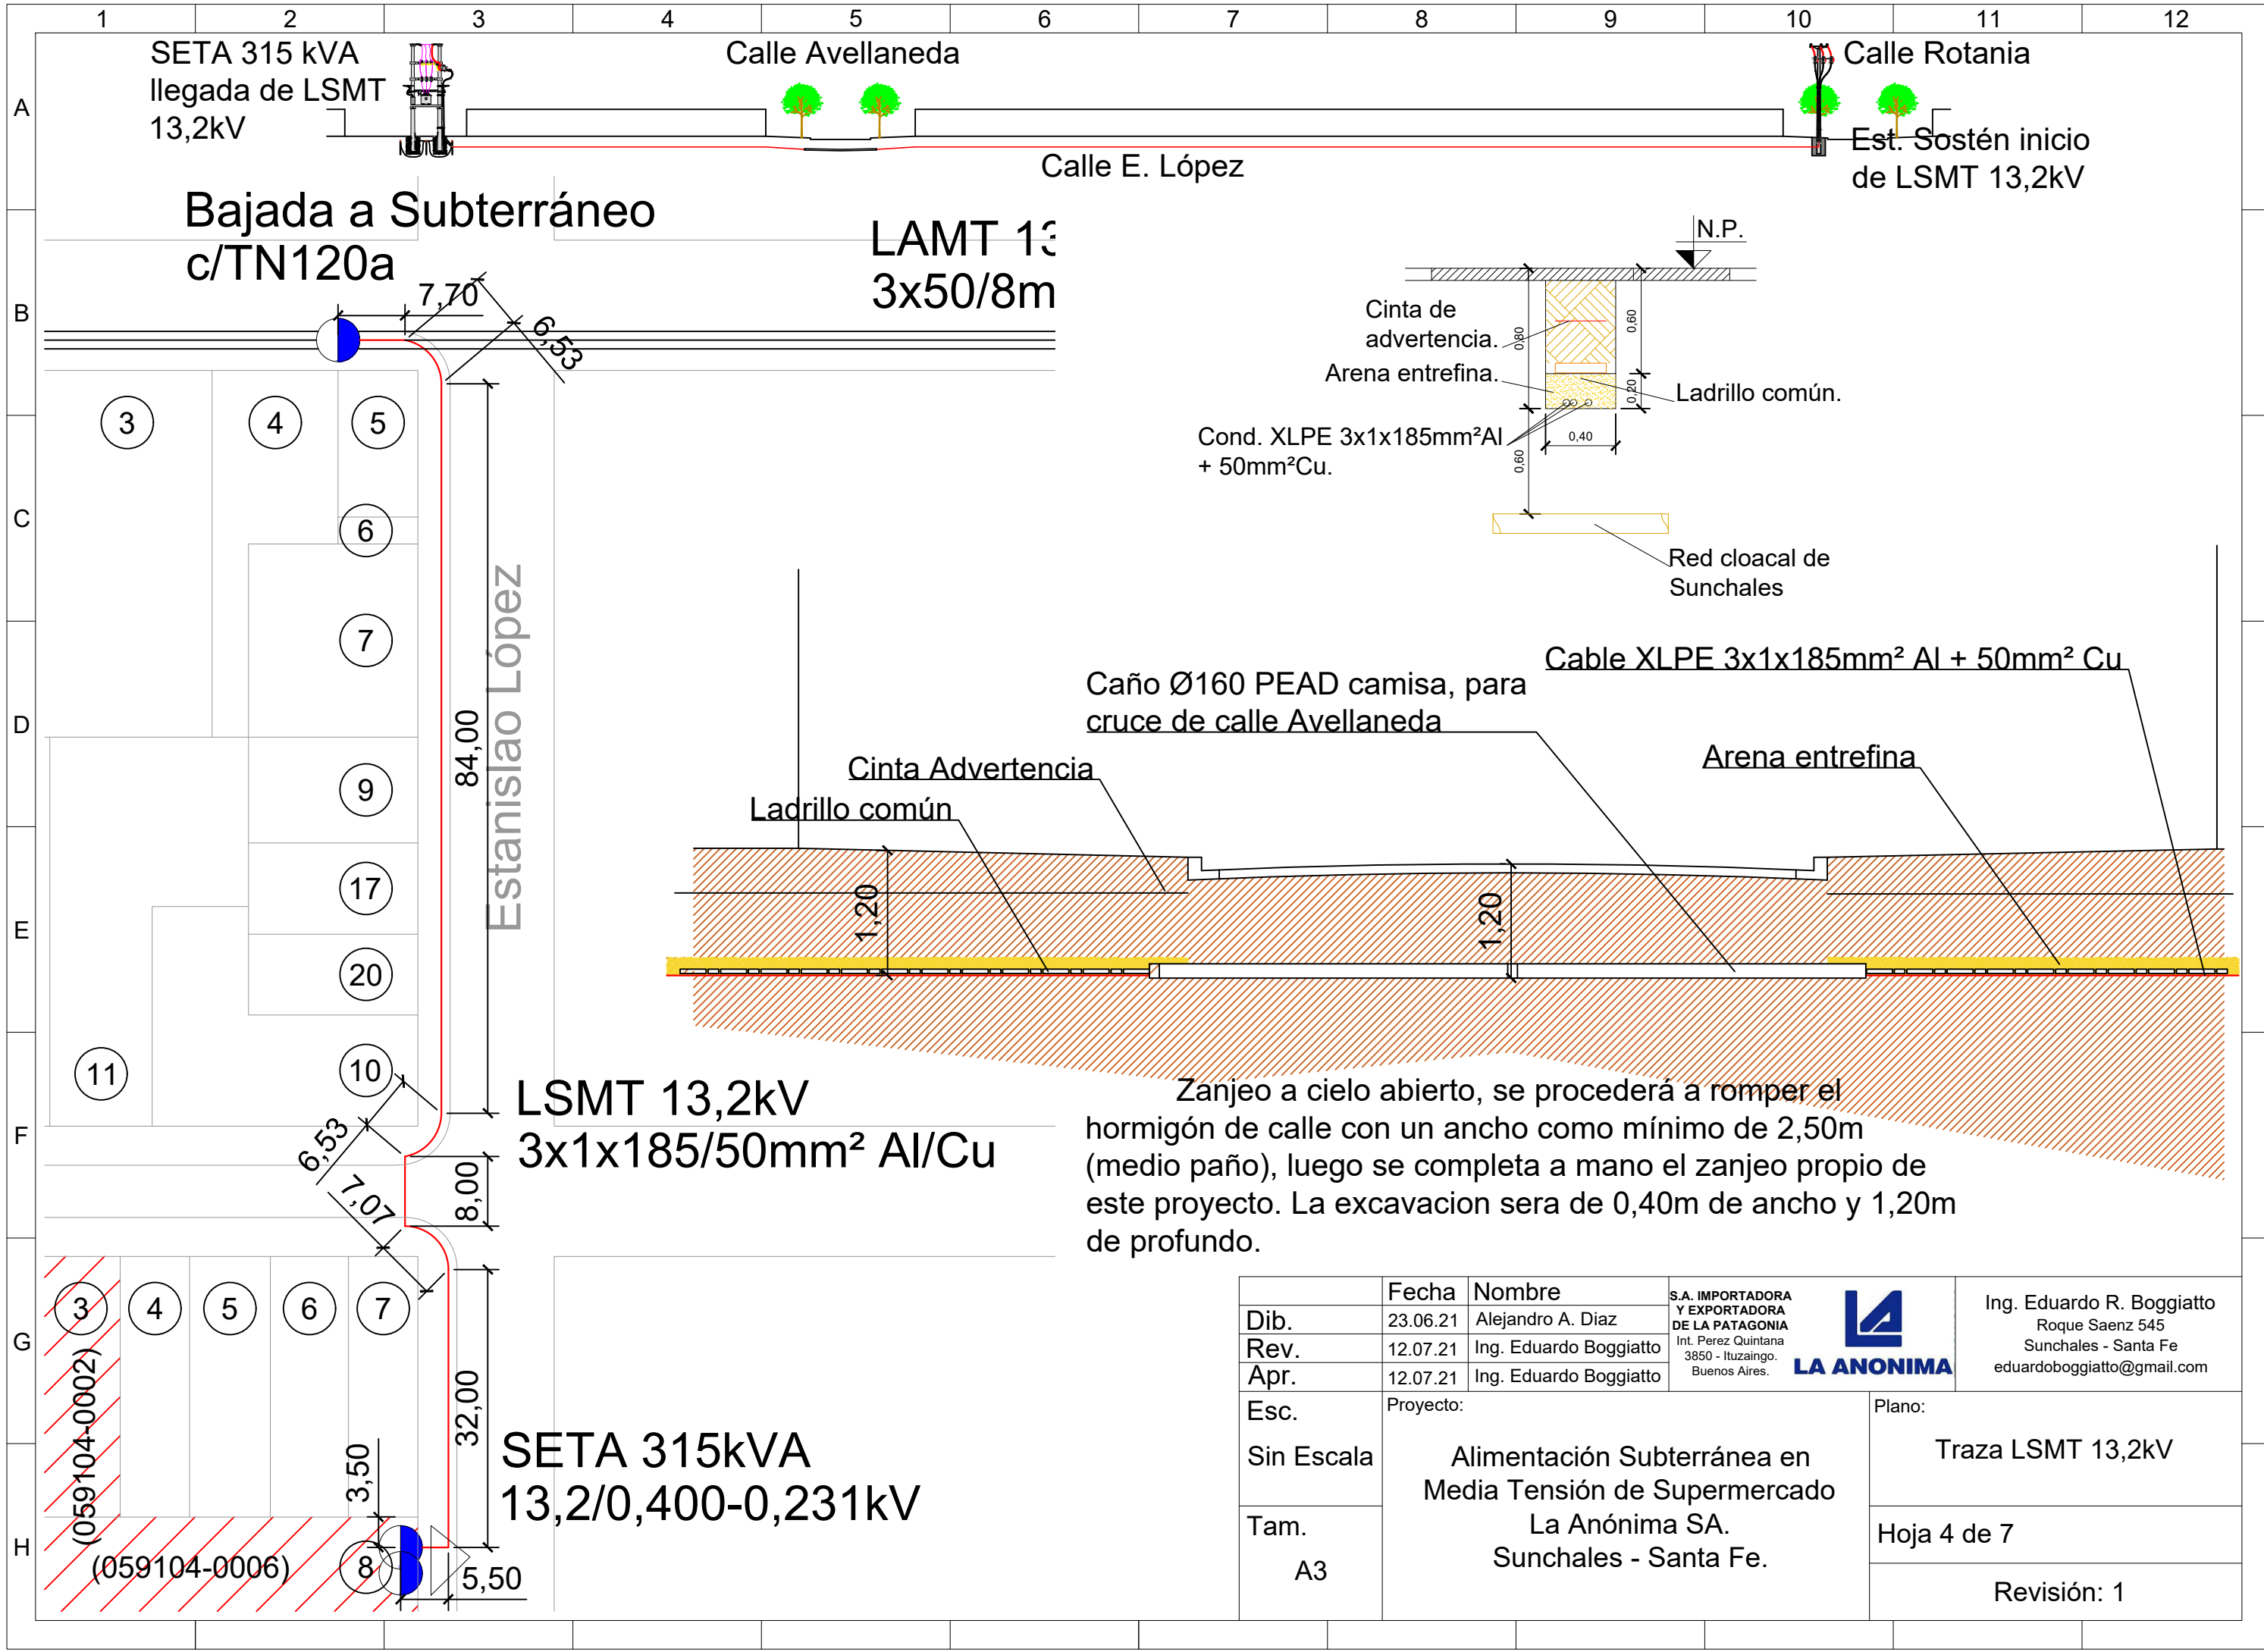 1 2 3 4 5 6 7 8 9 10 11 12
A
B
C
D
E
F
G
H
SETA 315 kVA
llegada de LSMT
13,2kV
Calle Avellaneda
Calle Rotania
Calle E. López
Est. Sostén inicio
de LSMT 13,2kV
Bajada a Subterráneo
c/TN120a
LAMT 13
3x50/8m
7,70
6,53
3
4
5
6
7
9
17
20
10
11
84,00
Estanislao López
N.P.
Cinta de
advertencia.
Arena entrefina.
Ladrillo común.
0,80
0,60
0,20
0,40
0,60
Cond. XLPE 3x1x185mm²Al
+ 50mm²Cu.
Red cloacal de
Sunchales
Cable XLPE 3x1x185mm² Al + 50mm² Cu
Caño Ø160 PEAD camisa, para
cruce de calle Avellaneda
Arena entrefina
Cinta Advertencia
Ladrillo común
1,20
1,20
LSMT 13,2kV
3x1x185/50mm² Al/Cu
6,53
7,07
8,00
Zanjeo a cielo abierto, se procederá a romper el
hormigón de calle con un ancho como mínimo de 2,50m
(medio paño), luego se completa a mano el zanjeo propio de
este proyecto. La excavacion sera de 0,40m de ancho y 1,20m
de profundo.
3
4
5
6
7
8
(059104-0002)
(059104-0006)
32,00
3,50
5,50
SETA 315kVA
13,2/0,400-0,231kV
Fecha Nombre
Dib. 23.06.21 Alejandro A. Diaz
Rev. 12.07.21 Ing. Eduardo Boggiatto
Apr. 12.07.21 Ing. Eduardo Boggiatto
S.A. IMPORTADORA
Y EXPORTADORA
DE LA PATAGONIA
Int. Perez Quintana
3850 - Ituzaingo.
Buenos Aires.
LA ANONIMA
Ing. Eduardo R. Boggiatto
Roque Saenz 545
Sunchales - Santa Fe
eduardoboggiatto@gmail.com
Esc.
Sin Escala
Tam.
A3
Proyecto:
Alimentación Subterránea en
Media Tensión de Supermercado
La Anónima SA.
Sunchales - Santa Fe.
Plano:
Traza LSMT 13,2kV
Hoja 4 de 7
Revisión: 1